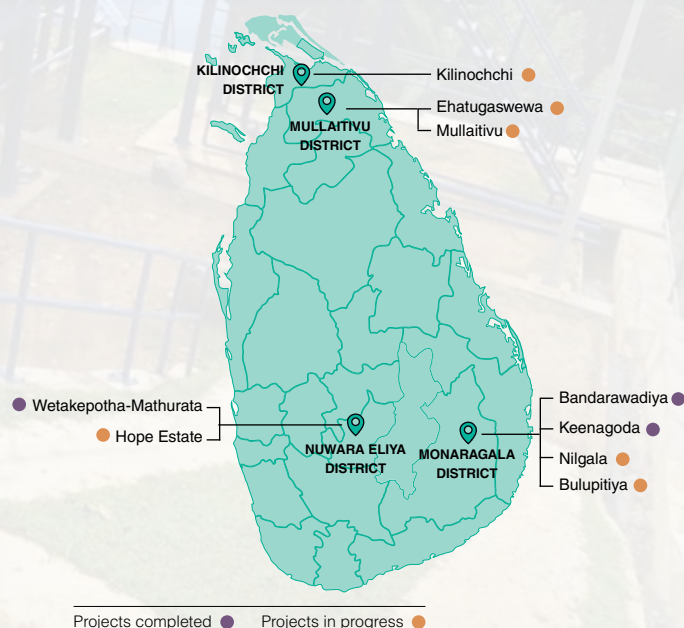 KILINOCHCHI
DISTRICT
Kilinochchi
MULLAITIVU
DISTRICT
Ehatugaswewa
Mullaitivu
Wetakepotha-Mathurata
Hope Estate
NUWARA ELIYA
DISTRICT
MONARAGALA
DISTRICT
Bandarawadiya
Keenagoda
Nilgala
Bulupitiya
Projects completed
Projects in progress